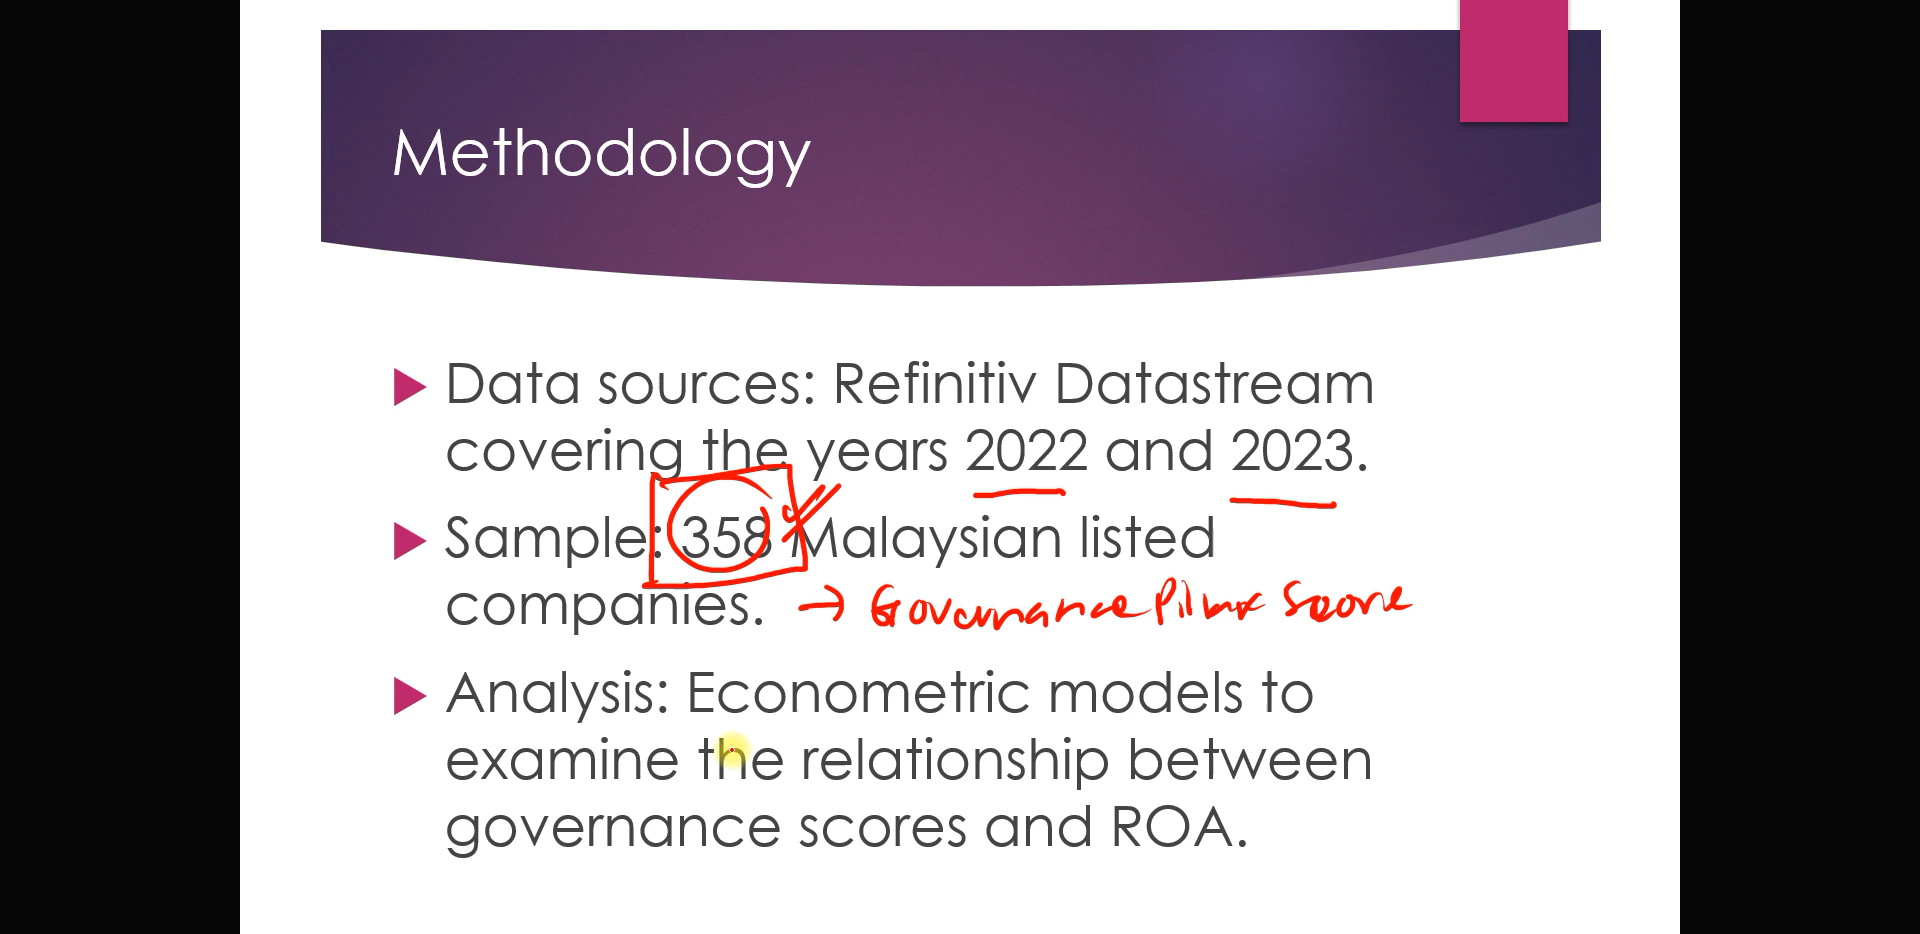 Methodology
Data sources: Refinitiv Datastream
covering the years 2022 and 2023.
Sample: 358 Malaysian listed
companies. → Governance Pillar Score
Analysis: Econometric models to
examine the relationship between
governance scores and ROA.